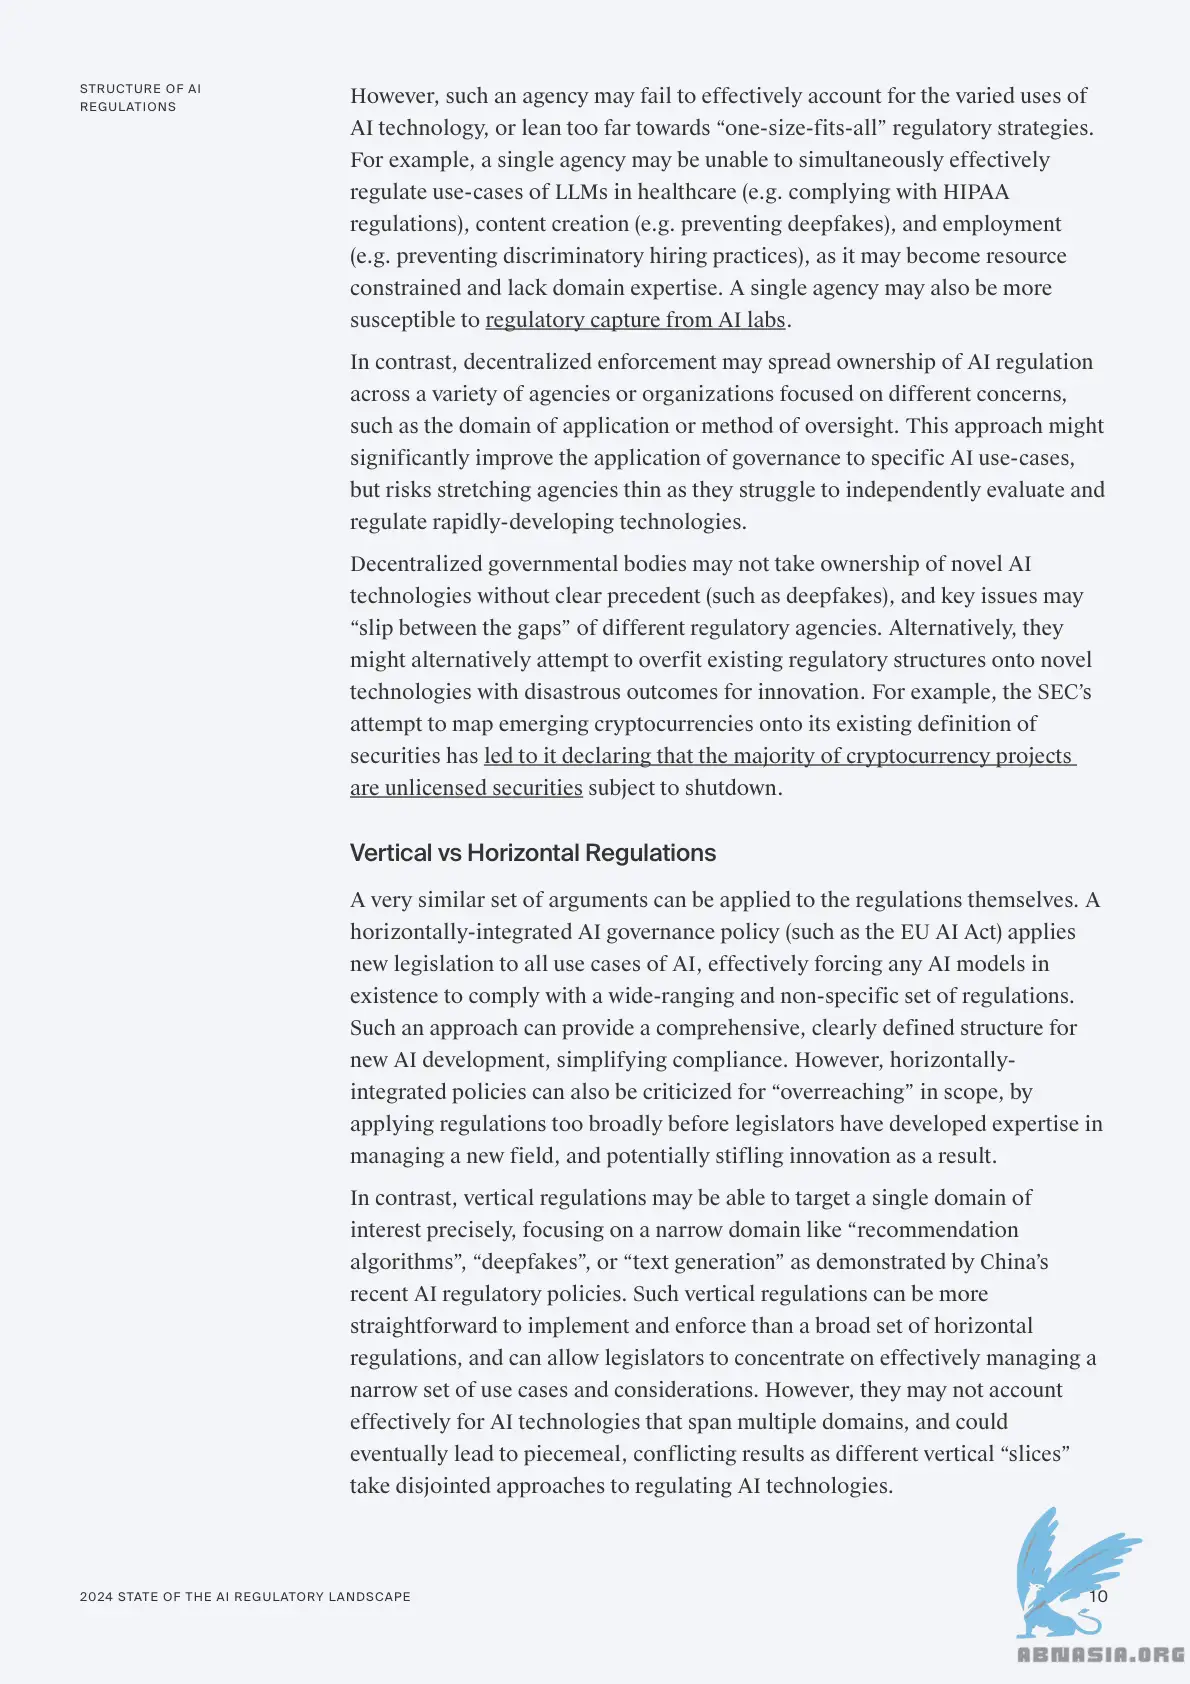 STRUCTURE OF AI
REGULATIONS
However, such an agency may fail to effectively account for the varied uses of
AI technology, or lean too far towards “one-size-fits-all” regulatory strategies.
For example, a single agency may be unable to simultaneously effectively
regulate use-cases of LLMs in healthcare (e.g. complying with HIPAA
regulations), content creation (e.g. preventing deepfakes), and employment
(e.g. preventing discriminatory hiring practices), as it may become resource
constrained and lack domain expertise. A single agency may also be more
susceptible to regulatory capture from AI labs.
In contrast, decentralized enforcement may spread ownership of AI regulation
across a variety of agencies or organizations focused on different concerns,
such as the domain of application or method of oversight. This approach might
significantly improve the application of governance to specific AI use-cases,
but risks stretching agencies thin as they struggle to independently evaluate and
regulate rapidly-developing technologies.
Decentralized governmental bodies may not take ownership of novel AI
technologies without clear precedent (such as deepfakes), and key issues may
“slip between the gaps” of different regulatory agencies. Alternatively, they
might alternatively attempt to overfit existing regulatory structures onto novel
technologies with disastrous outcomes for innovation. For example, the SEC’s
attempt to map emerging cryptocurrencies onto its existing definition of
securities has led to it declaring that the majority of cryptocurrency projects
are unlicensed securities subject to shutdown.
Vertical vs Horizontal Regulations
A very similar set of arguments can be applied to the regulations themselves. A
horizontally-integrated AI governance policy (such as the EU AI Act) applies
new legislation to all use cases of AI, effectively forcing any AI models in
existence to comply with a wide-ranging and non-specific set of regulations.
Such an approach can provide a comprehensive, clearly defined structure for
new AI development, simplifying compliance. However, horizontally-
integrated policies can also be criticized for “overreaching” in scope, by
applying regulations too broadly before legislators have developed expertise in
managing a new field, and potentially stifling innovation as a result.
In contrast, vertical regulations may be able to target a single domain of
interest precisely, focusing on a narrow domain like “recommendation
algorithms”, “deepfakes”, or “text generation” as demonstrated by China’s
recent AI regulatory policies. Such vertical regulations can be more
straightforward to implement and enforce than a broad set of horizontal
regulations, and can allow legislators to concentrate on effectively managing a
narrow set of use cases and considerations. However, they may not account
effectively for AI technologies that span multiple domains, and could
eventually lead to piecemeal, conflicting results as different vertical “slices”
take disjointed approaches to regulating AI technologies.
2024 STATE OF THE AI REGULATORY LANDSCAPE
10
ABNASIA.ORG